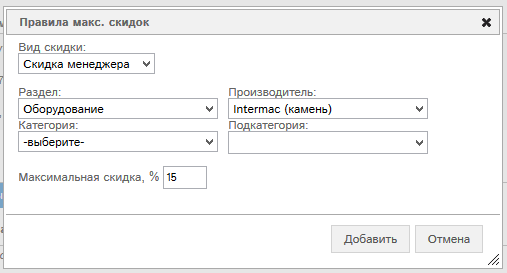 Правила макс. скидок
Вид скидки:
Скидка менеджера
Раздел: Производитель:
Оборудование Intermac (камень)
Категория: Подкатегория:
-выберите-
Максимальная скидка, % 15
Добавить Отмена